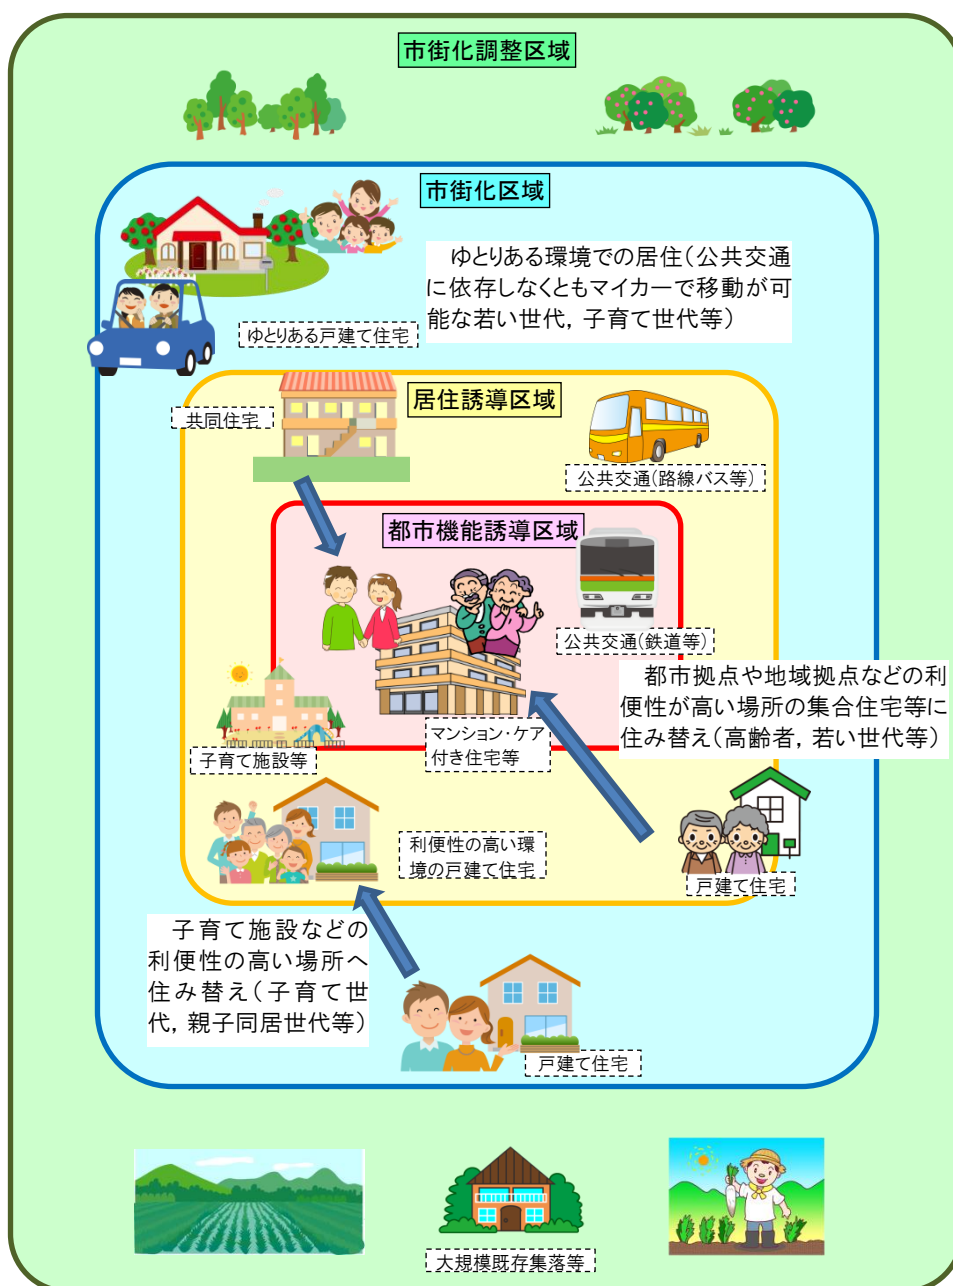 市街化調整区域
市街化区域
ゆとりある環境での居住(公共交通
に依存しなくともマイカーで移動が可
能な若い世代，子育て世代等)
ゆとりある戸建て住宅
居住誘導区域
共同住宅
公共交通(路線バス等)
都市機能誘導区域
公共交通(鉄道等)
都市拠点や地域拠点などの利
便性が高い場所の集合住宅等に
住み替え(高齢者，若い世代等)
子育て施設等
マンション・ケア
付き住宅等
利便性の高い環
境の戸建て住宅
戸建て住宅
子育て施設などの
利便性の高い場所へ
住み替え(子育て世
代，親子同居世代等)
戸建て住宅
大規模既存集落等